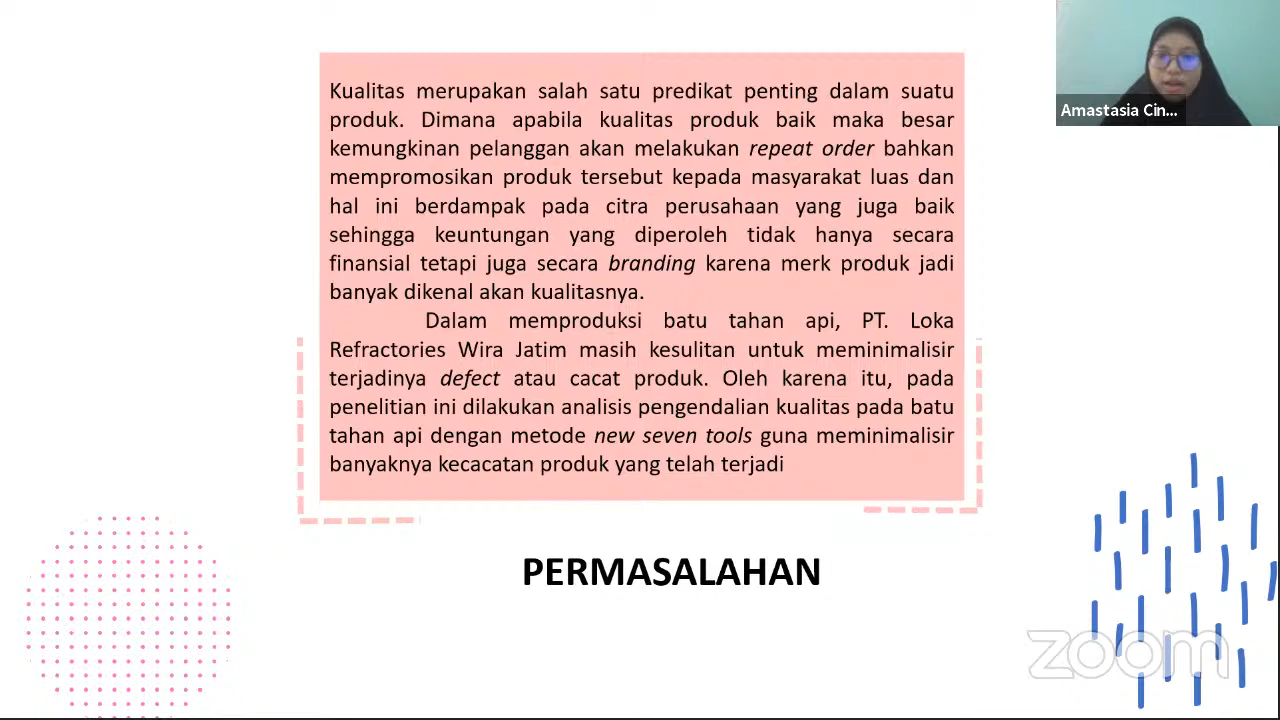 Kualitas merupakan salah satu predikat penting dalam suatu
produk. Dimana apabila kualitas produk baik maka besar
kemungkinan pelanggan akan melakukan repeat order bahkan
mempromosikan produk tersebut kepada masyarakat luas dan
hal ini berdampak pada citra perusahaan yang juga baik
sehingga keuntungan yang diperoleh tidak hanya secara
finansial tetapi juga secara branding karena merk produk jadi
banyak dikenal akan kualitasnya.
Dalam memproduksi batu tahan api, PT. Loka
Refractories Wira Jatim masih kesulitan untuk meminimalisir
terjadinya defect atau cacat produk. Oleh karena itu, pada
penelitian ini dilakukan analisis pengendalian kualitas pada batu
tahan api dengan metode new seven tools guna meminimalisir
banyaknya kecacatan produk yang telah terjadi
PERMASALAHAN
Amastasia Cin...
zoom